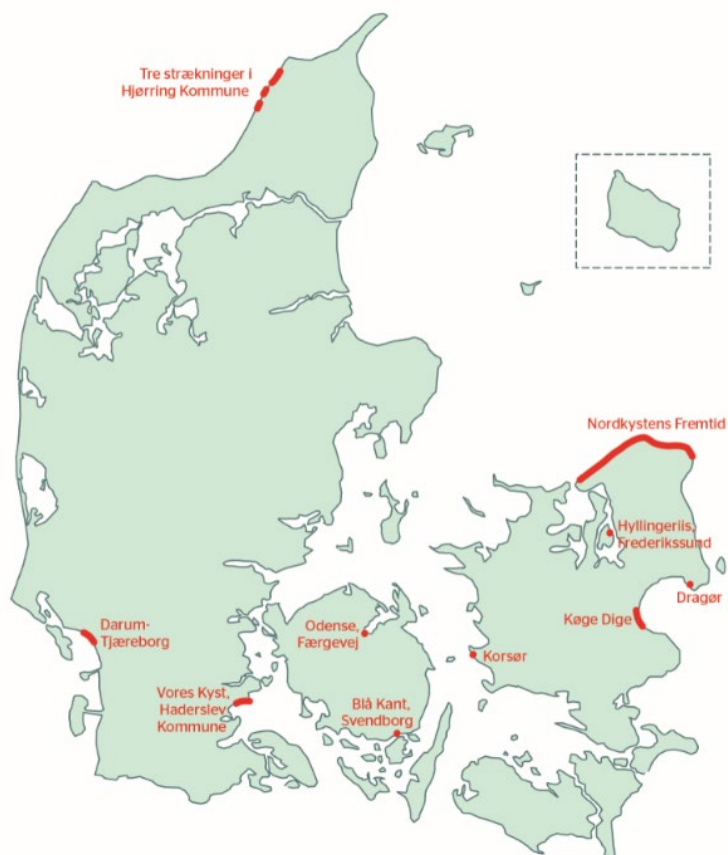 Tre strækninger i
Hjørring Kommune
Nordkystens Fremtid
Hyllingeriis,
Frederikssund
Dragør
Køge Dige
Korsør
Darum-
Tjæreborg
Odense,
Færgevej
Vores Kyst,
Haderslev
Kommune
Blå Kant,
Svendborg